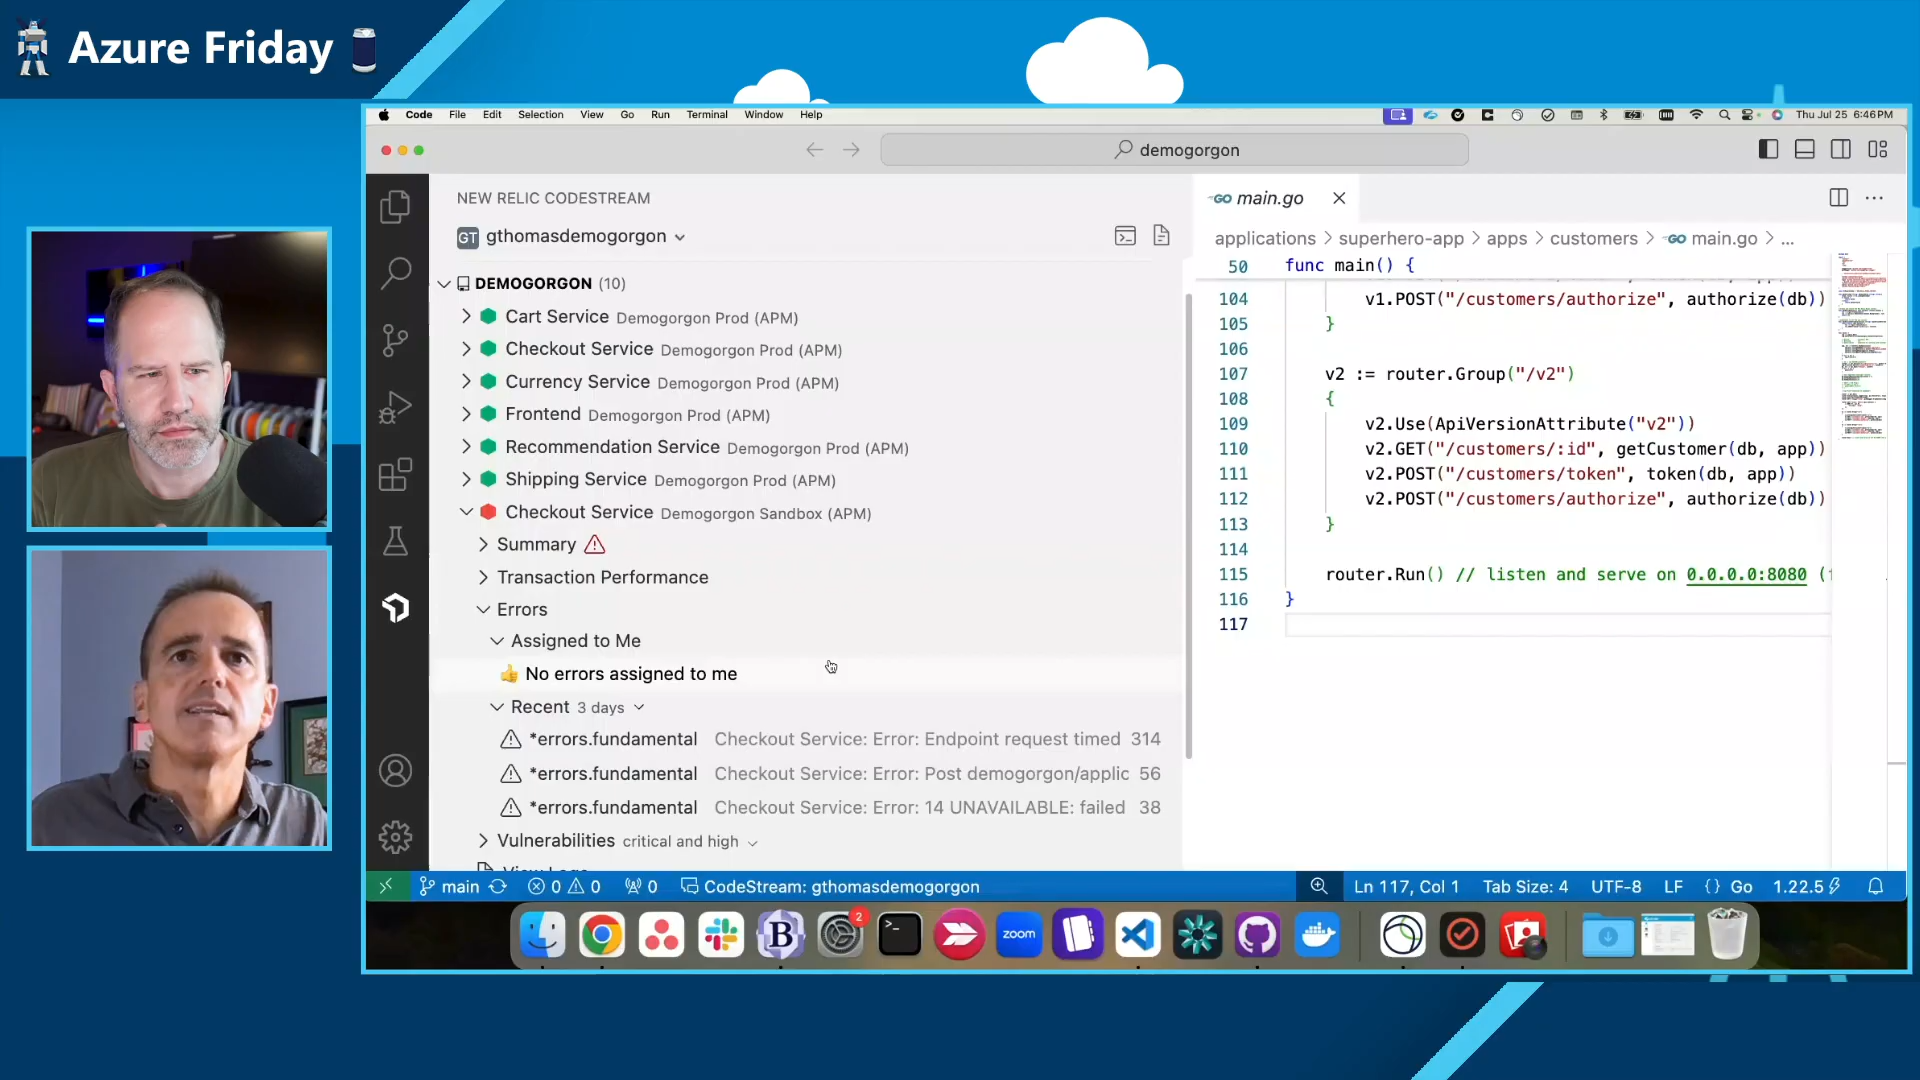 Azure Friday
Code File Edit Selection View Go Run Terminal Window Help Thu Jul 25 6:46PM
demogorgon
NEW RELIC CODESTREAM
GT gthomasdemogorgon
DEMOGORGON (10)
Cart Service Demogorgon Prod (APM)
Checkout Service Demogorgon Prod (APM)
Currency Service Demogorgon Prod (APM)
Frontend Demogorgon Prod (APM)
Recommendation Service Demogorgon Prod (APM)
Shipping Service Demogorgon Prod (APM)
Checkout Service Demogorgon Sandbox (APM)
Summary
Transaction Performance
Errors
Assigned to Me
👍 No errors assigned to me
Recent 3 days
*errors.fundamental Checkout Service: Error: Endpoint request timed 314
*errors.fundamental Checkout Service: Error: Post demogorgon/applic 56
*errors.fundamental Checkout Service: Error: 14 UNAVAILABLE: failed 38
Vulnerabilities critical and high
GO main.go
applications > superhero-app > apps > customers > GO main.go > ...
50 func main() {
104 v1.POST("/customers/authorize", authorize(db))
105 }
106
107 v2 := router.Group("/v2")
108 {
109 v2.Use(ApiVersionAttribute("v2"))
110 v2.GET("/customers/:id", getCustomer(db, app))
111 v2.POST("/customers/token", token(db, app))
112 v2.POST("/customers/authorize", authorize(db))
113 }
114
115 router.Run() // listen and serve on 0.0.0.0:8080 (
116 }
117
main 0 0 0 CodeStream: gthomasdemogorgon Ln 117, Col 1 Tab Size: 4 UTF-8 LF {} Go 1.22.5
2
B
zoom